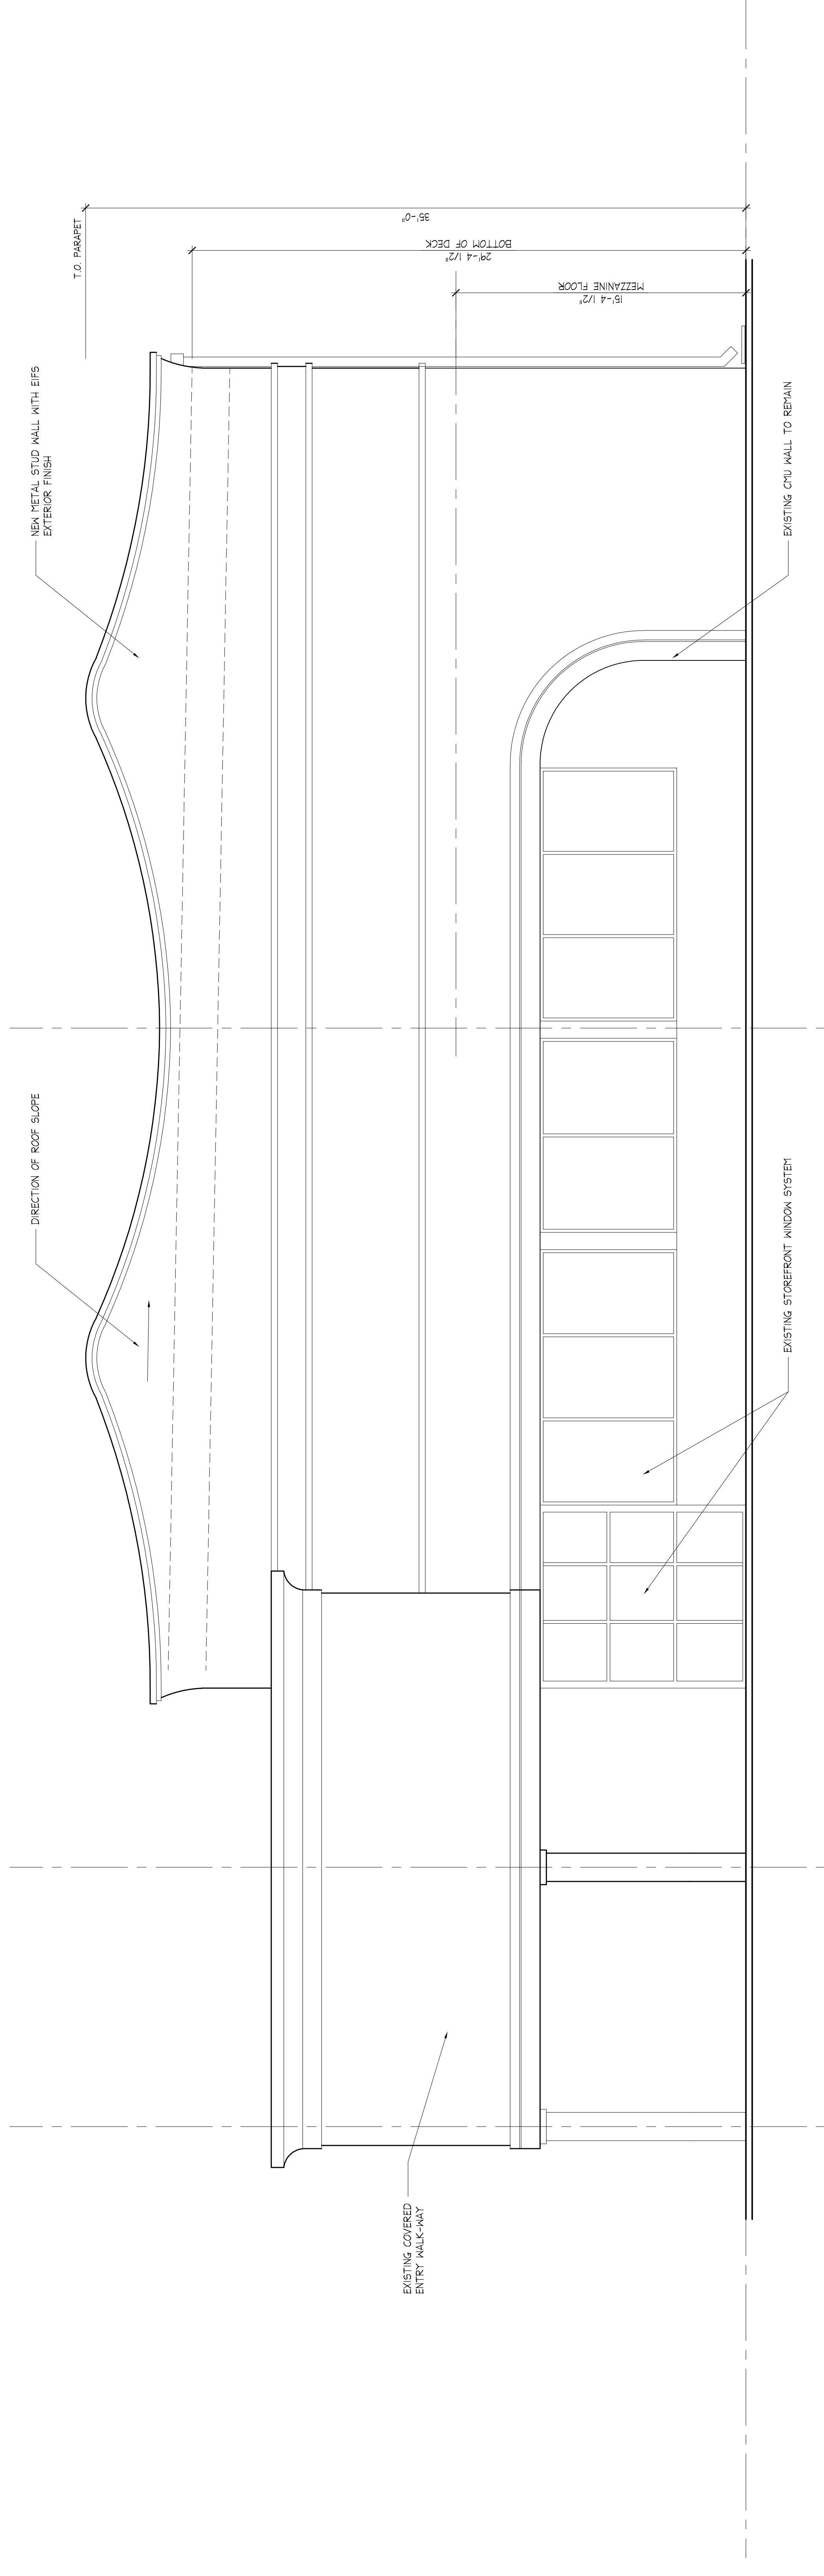 T.O. PARAPET
35'-0"
BOTTOM OF DECK
29'-4 1/2"
MEZZANINE FLOOR
15'-4 1/2"
NEW METAL STUD WALL WITH EIFS
EXTERIOR FINISH
EXISTING CMU WALL TO REMAIN
DIRECTION OF ROOF SLOPE
EXISTING STOREFRONT WINDOW SYSTEM
EXISTING COVERED
ENTRY WALK-WAY